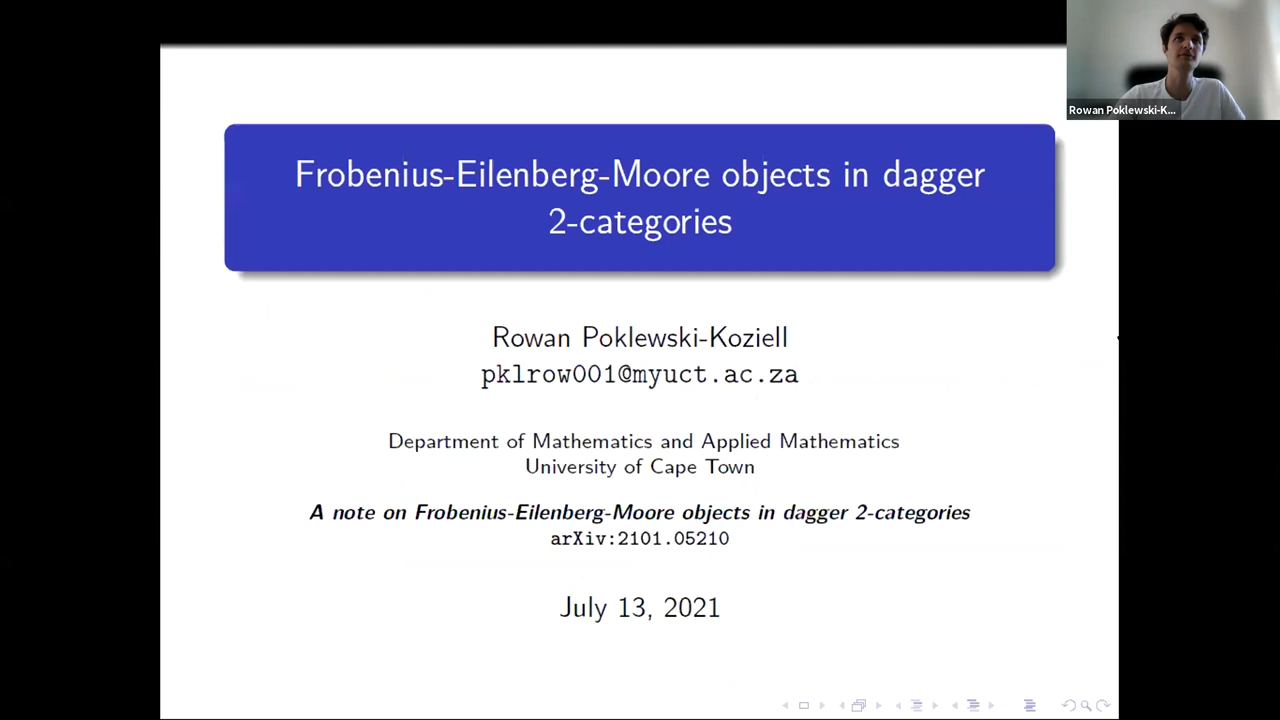 Rowan Poklewski-K...
Frobenius-Eilenberg-Moore objects in dagger
2-categories
Rowan Poklewski-Koziell
pklrow001@myuct.ac.za
Department of Mathematics and Applied Mathematics
University of Cape Town
A note on Frobenius-Eilenberg-Moore objects in dagger 2-categories
arXiv:2101.05210
July 13, 2021